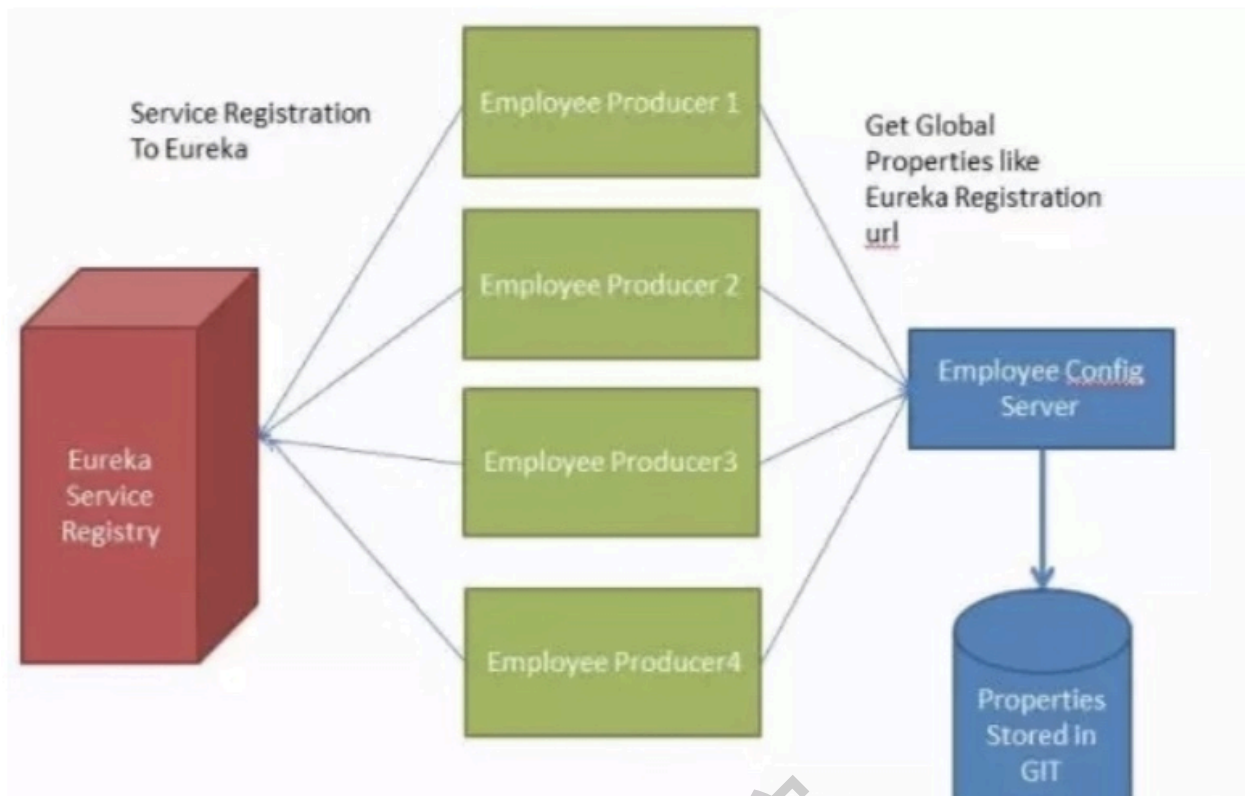 Service Registration
To Eureka
Employee Producer 1
Get Global
Properties like
Eureka Registration
url
Employee Producer 2
Employee Config
Server
Eureka
Service
Registry
Employee Producer3
Employee Producer4
Properties
Stored in
GIT